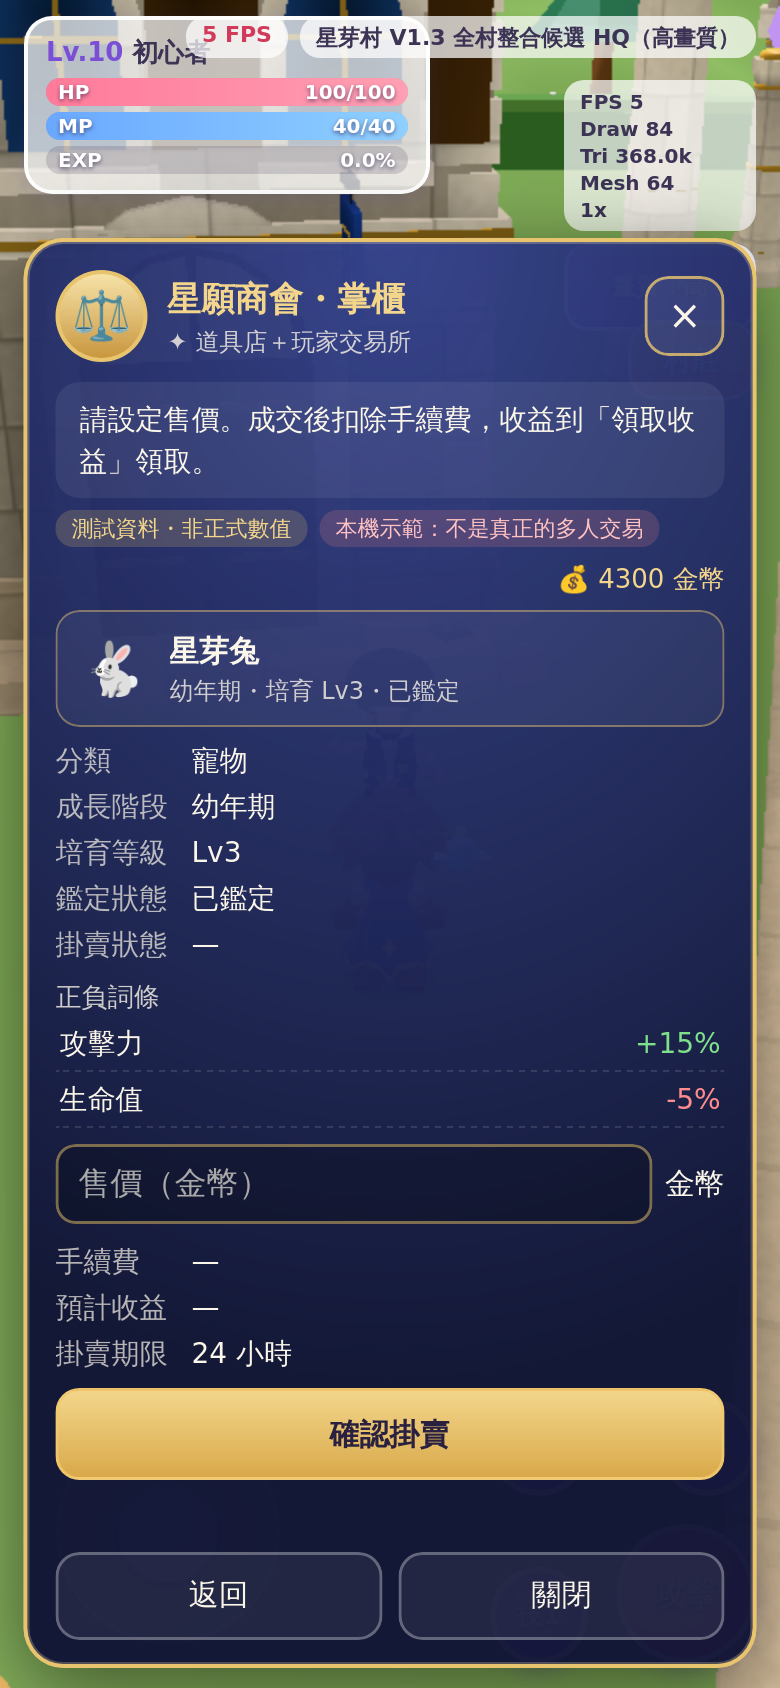 5 FPS
星芽村 V1.3 全村整合候選 HQ（高畫質）
Lv.10 初心者
HP 100/100
MP 40/40
EXP 0.0%
FPS 5
Draw 84
Tri 368.0k
Mesh 64
1x
星願商會・掌櫃
✦ 道具店＋玩家交易所
×
請設定售價。成交後扣除手續費，收益到「領取收
益」領取。
測試資料・非正式數值
本機示範：不是真正的多人交易
4300 金幣
星芽兔
幼年期・培育 Lv3・已鑑定
分類 寵物
成長階段 幼年期
培育等級 Lv3
鑑定狀態 已鑑定
掛賣狀態 —
正負詞條
攻擊力 +15%
生命值 -5%
售價（金幣） 金幣
手續費 —
預計收益 —
掛賣期限 24 小時
確認掛賣
返回
關閉